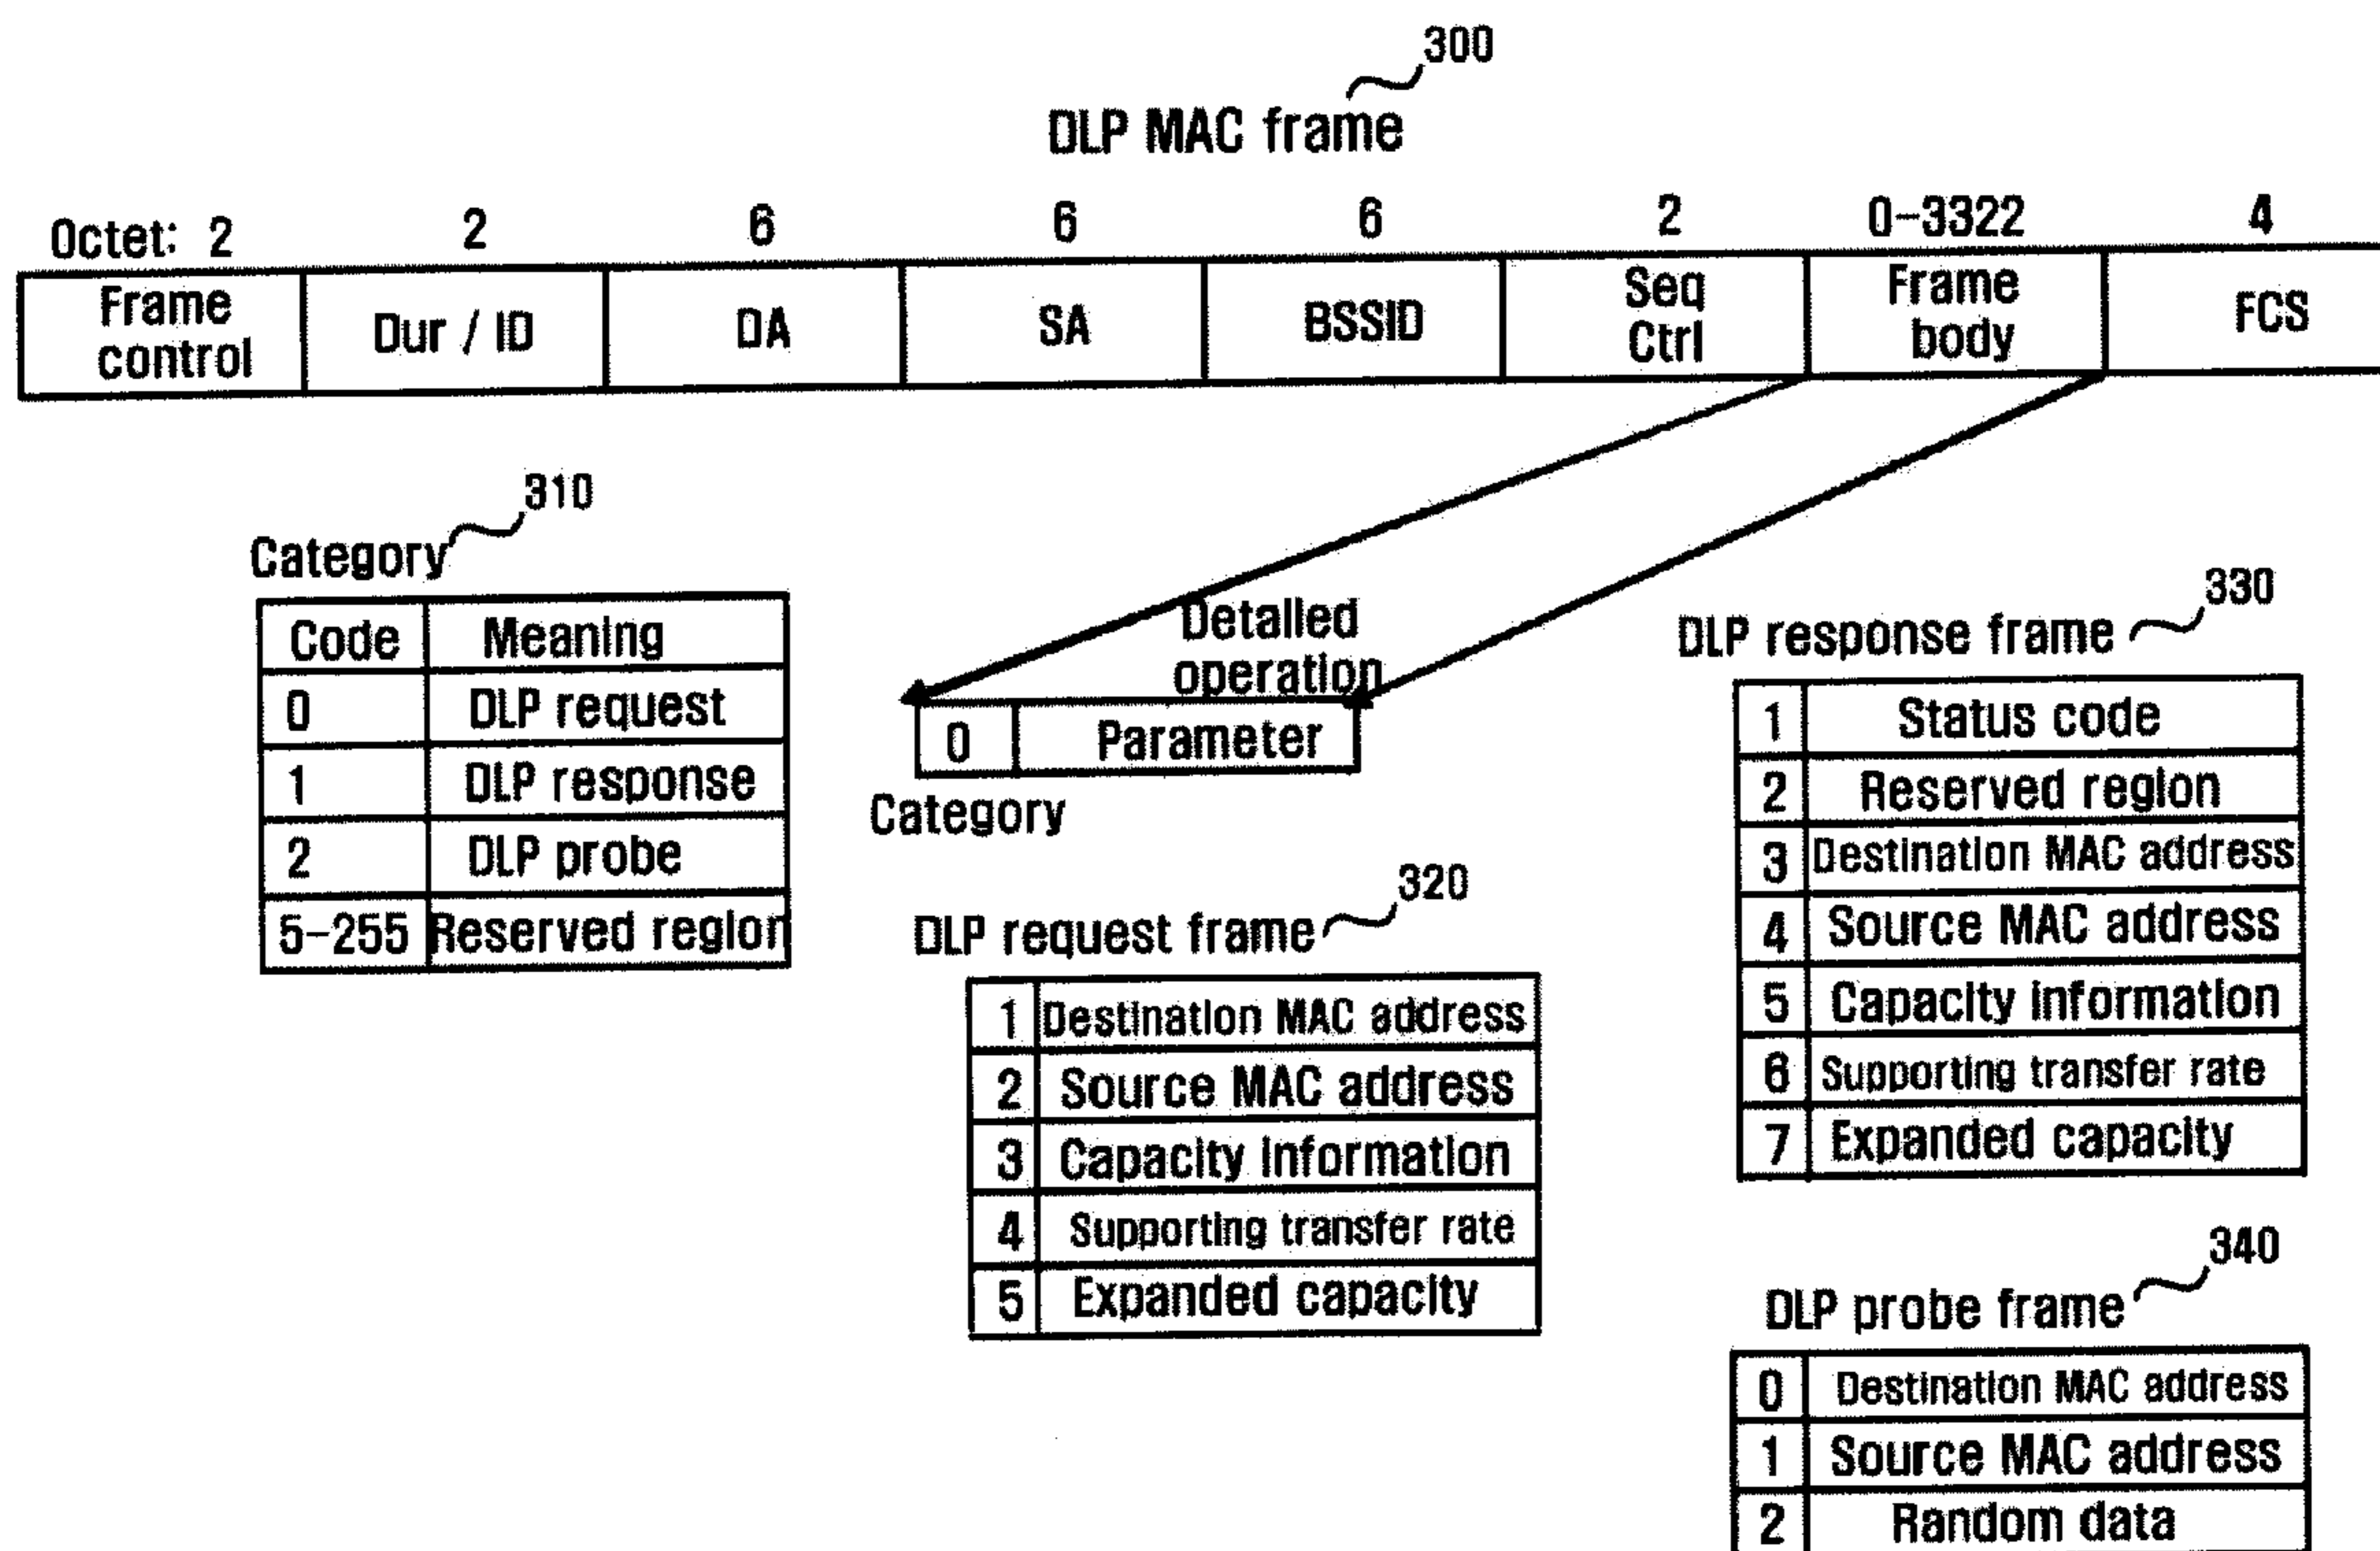 300
DLP MAC frame
Octet: 2 2 6 6 6 2 0-3322 4
Frame control Dur / ID DA SA BSSID Seq Ctrl Frame body FCS
310
Category
Code Meaning
0 DLP request
1 DLP response
2 DLP probe
5-255 Reserved region
Detailed
operation
0 Parameter
Category
320
DLP request frame
1 Destination MAC address
2 Source MAC address
3 Capacity information
4 Supporting transfer rate
5 Expanded capacity
330
DLP response frame
1 Status code
2 Reserved region
3 Destination MAC address
4 Source MAC address
5 Capacity information
6 Supporting transfer rate
7 Expanded capacity
340
DLP probe frame
0 Destination MAC address
1 Source MAC address
2 Random data